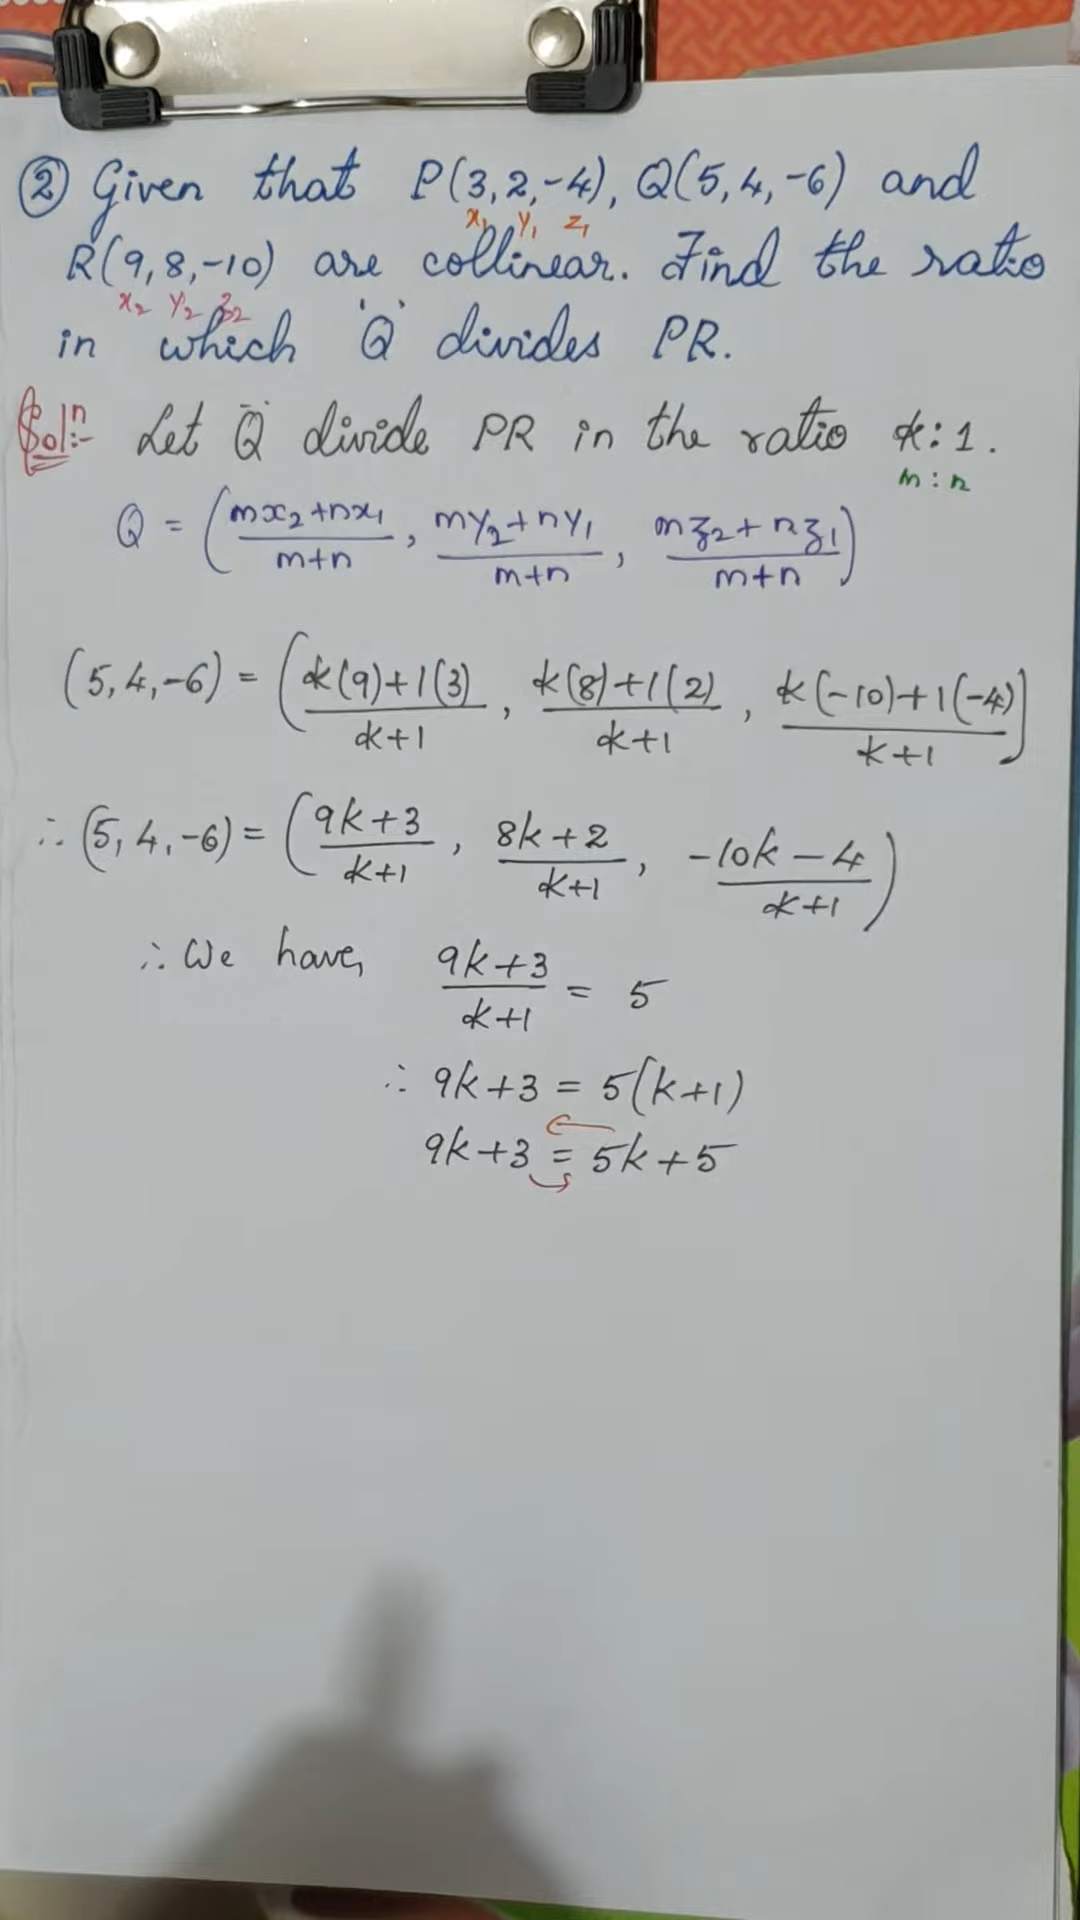 ② Given that P(3,2,-4), Q(5,4,-6) and
x₁ y₁ z₁
R(9,8,-10) are collinear. Find the ratio
x₂ y₂ z₂
in which 'Q' divides PR.
Solⁿ:- Let Q divide PR in the ratio k:1.
m:n
Q = (mx₂+nx₁/m+n, my₂+ny₁/m+n, mz₂+nz₁/m+n)
(5,4,-6) = (k(9)+1(3)/k+1, k(8)+1(2)/k+1, k(-10)+1(-4)/k+1)
∴ (5,4,-6) = (9k+3/k+1, 8k+2/k+1, -10k-4/k+1)
∴ We have, 9k+3/k+1 = 5
∴ 9k+3 = 5(k+1)
9k+3 = 5k+5